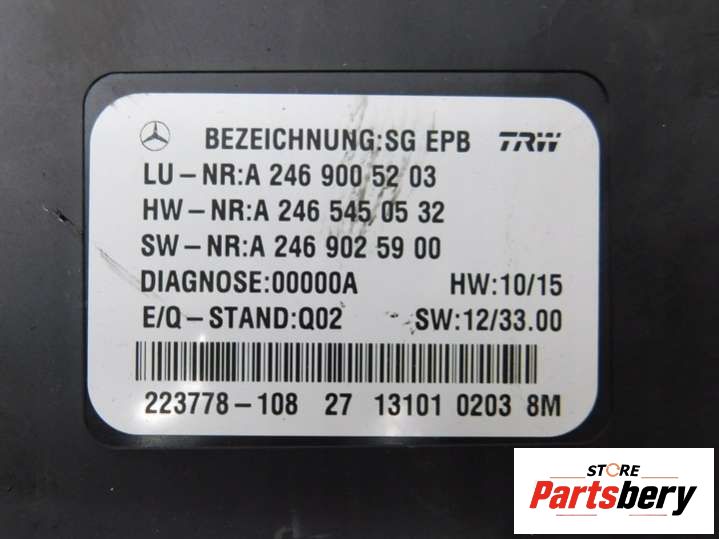 BEZEICHNUNG:SG EPB TRW
LU-NR:A 246 900 52 03
HW-NR:A 246 545 05 32
SW-NR:A 246 902 59 00
DIAGNOSE:00000A HW:10/15
E/Q-STAND:Q02 SW:12/33.00
223778-108 27 13101 0203 8M
STORE
Partsbery